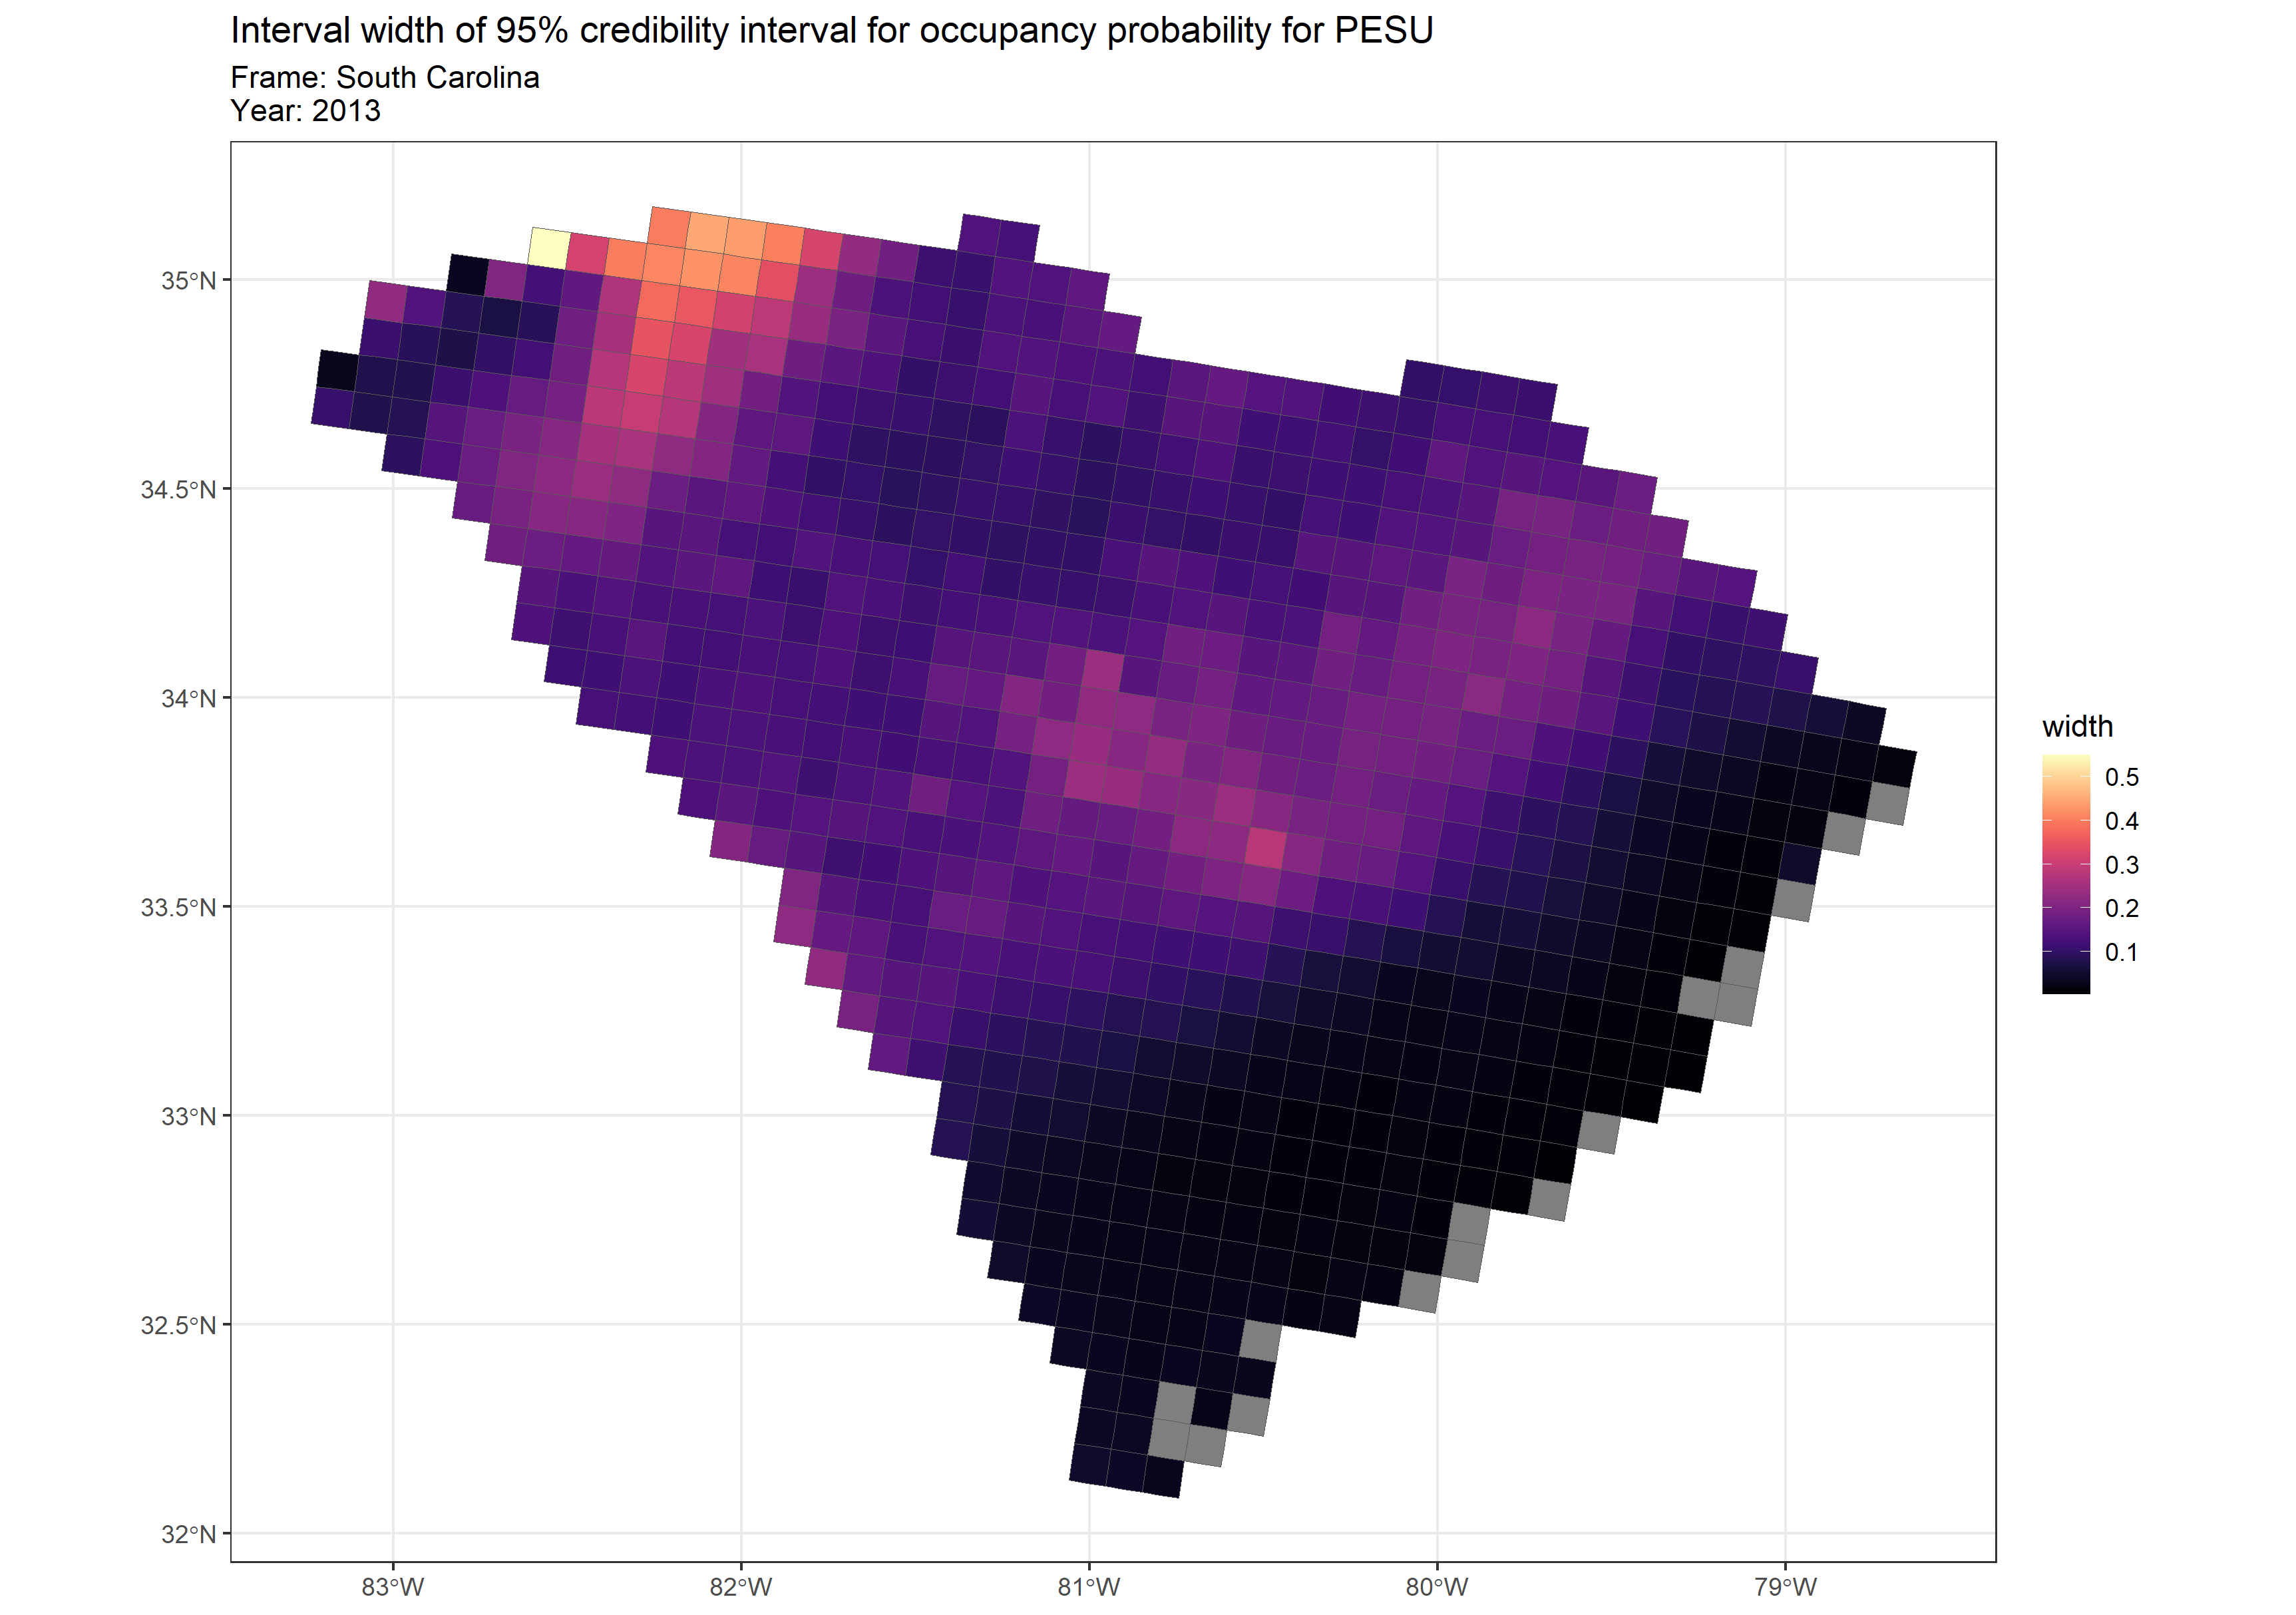 Interval width of 95% credibility interval for occupancy probability for PESU
Frame: South Carolina
Year: 2013
35°N
34.5°N
34°N
33.5°N
33°N
32.5°N
32°N
83°W
82°W
81°W
80°W
79°W
width
0.5
0.4
0.3
0.2
0.1